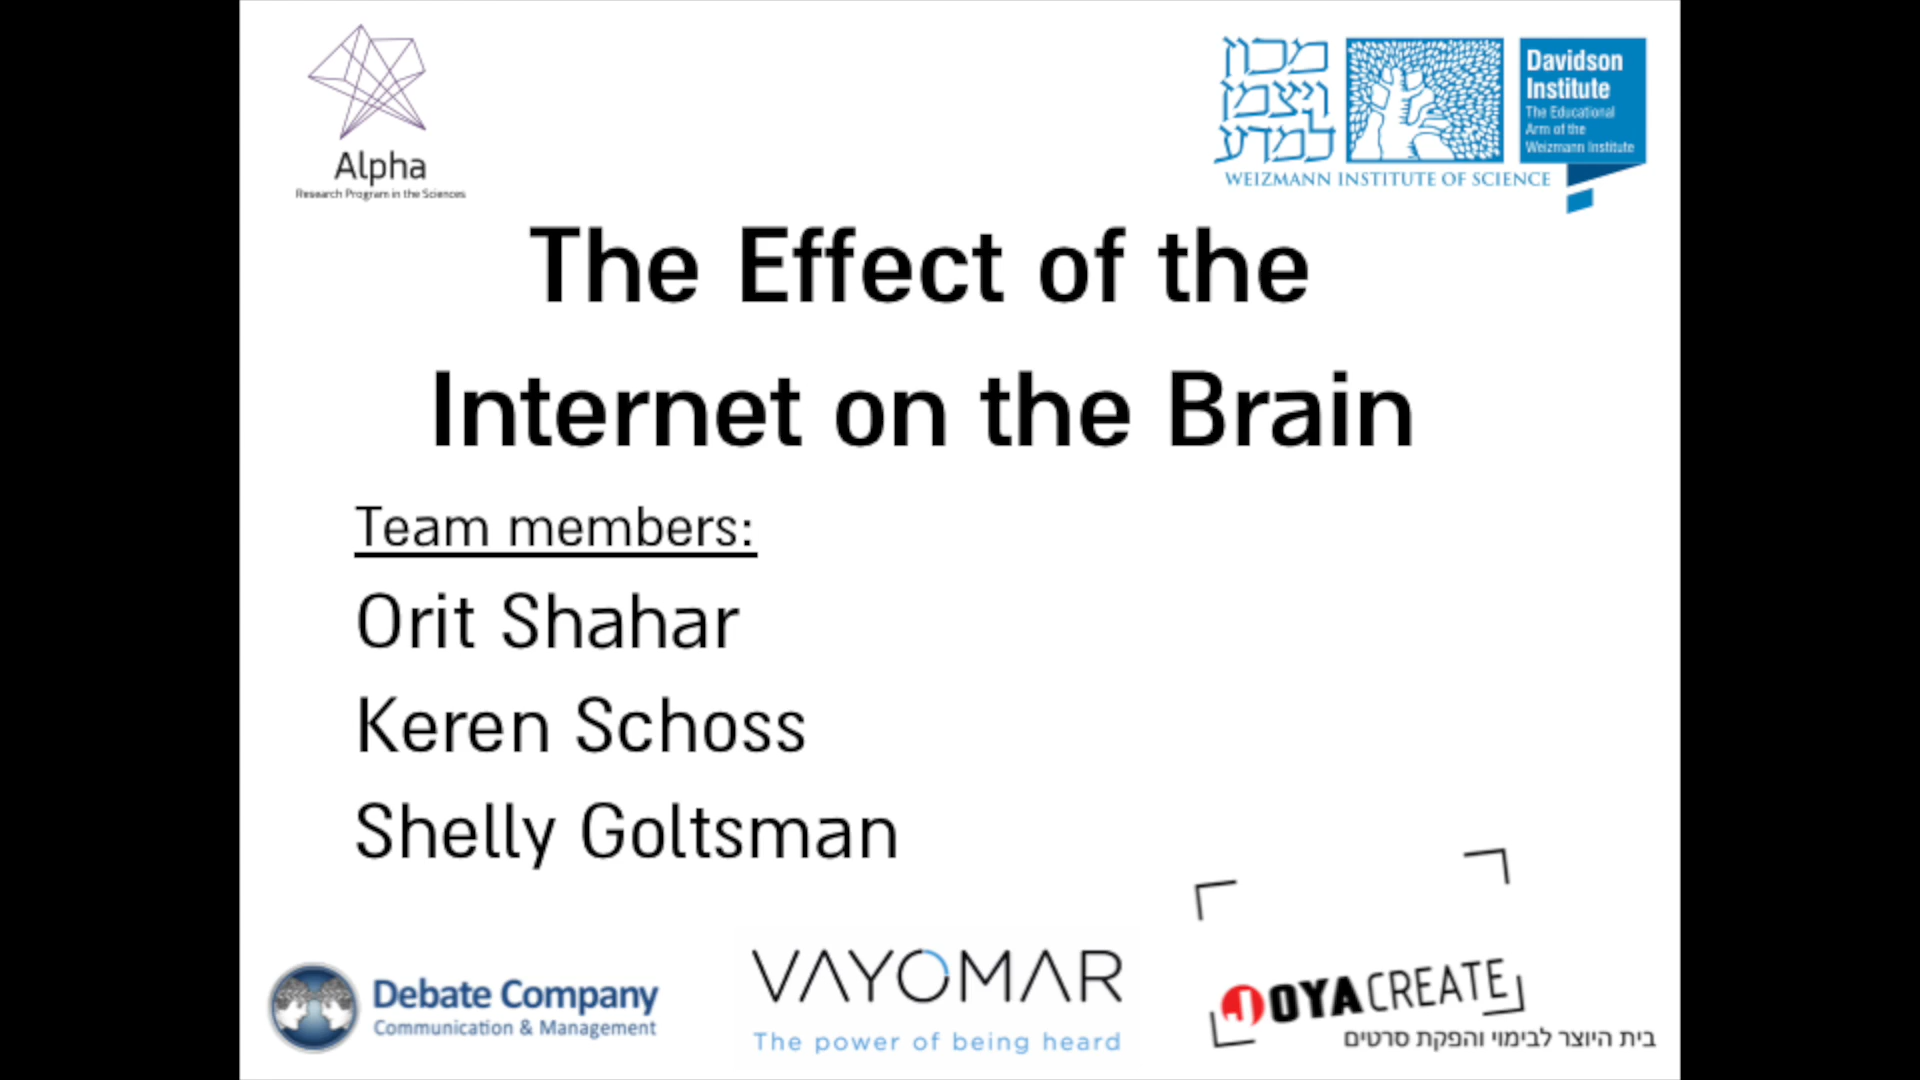 Alpha
Research Program in the Sciences
מכון
ויצמן
למדע
WEIZMANN INSTITUTE OF SCIENCE
Davidson
Institute
The Educational
Arm of the
Weizmann Institute
The Effect of the
Internet on the Brain
Team members:
Orit Shahar
Keren Schoss
Shelly Goltsman
Debate Company
Communication & Management
VAYOMAR
The power of being heard
JOYA CREATE
בית היוצר לבימוי והפקת סרטים